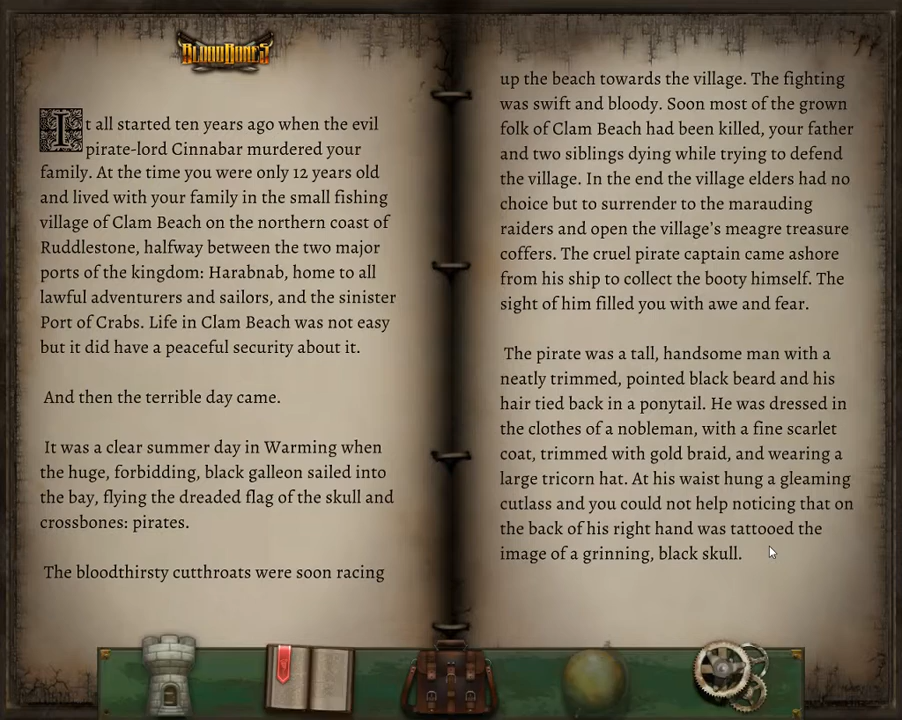 BLOODBONES
It all started ten years ago when the evil
pirate-lord Cinnabar murdered your
family. At the time you were only 12 years old
and lived with your family in the small fishing
village of Clam Beach on the northern coast of
Ruddlestone, halfway between the two major
ports of the kingdom: Harabnab, home to all
lawful adventurers and sailors, and the sinister
Port of Crabs. Life in Clam Beach was not easy
but it did have a peaceful security about it.
And then the terrible day came.
It was a clear summer day in Warming when
the huge, forbidding, black galleon sailed into
the bay, flying the dreaded flag of the skull and
crossbones: pirates.
The bloodthirsty cutthroats were soon racing
up the beach towards the village. The fighting
was swift and bloody. Soon most of the grown
folk of Clam Beach had been killed, your father
and two siblings dying while trying to defend
the village. In the end the village elders had no
choice but to surrender to the marauding
raiders and open the village's meagre treasure
coffers. The cruel pirate captain came ashore
from his ship to collect the booty himself. The
sight of him filled you with awe and fear.
The pirate was a tall, handsome man with a
neatly trimmed, pointed black beard and his
hair tied back in a ponytail. He was dressed in
the clothes of a nobleman, with a fine scarlet
coat, trimmed with gold braid, and wearing a
large tricorn hat. At his waist hung a gleaming
cutlass and you could not help noticing that on
the back of his right hand was tattooed the
image of a grinning, black skull.